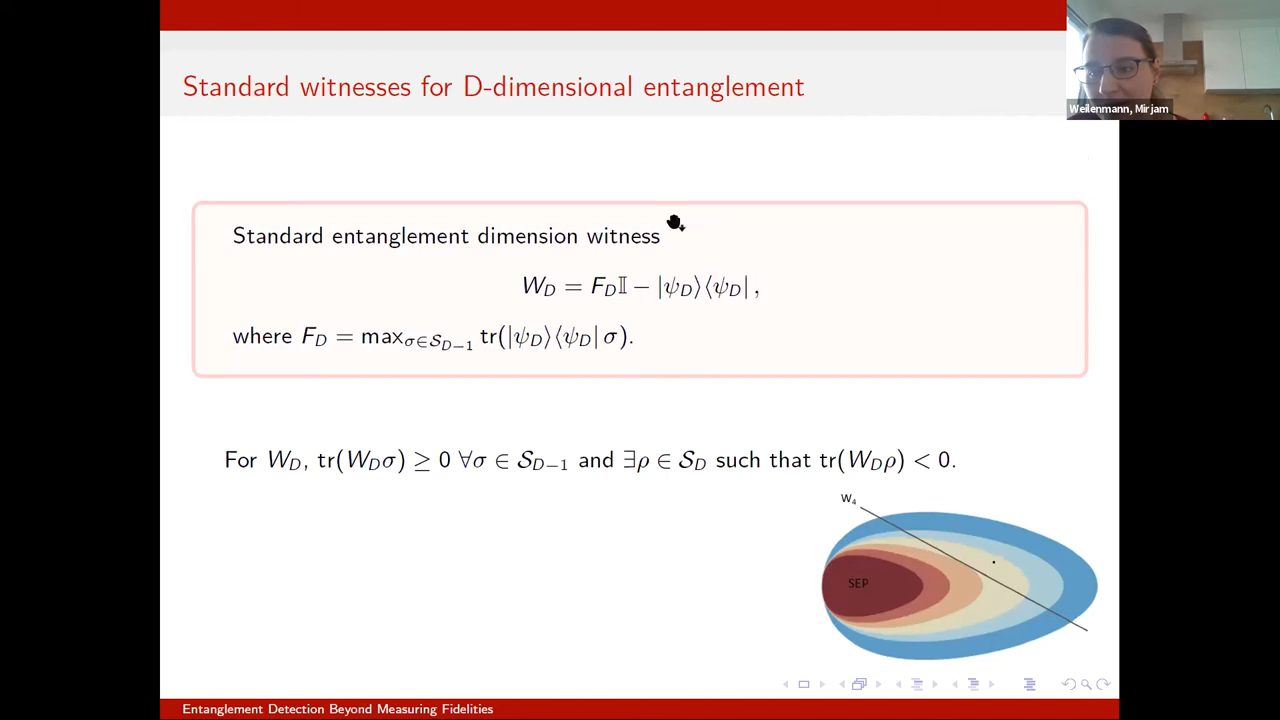 Standard witnesses for D-dimensional entanglement
Weilenmann, Mirjam
Standard entanglement dimension witness
W_D = F_D𝕀 − |ψ_D⟩⟨ψ_D| ,
where F_D = max_{σ∈𝒮_{D−1}} tr(|ψ_D⟩⟨ψ_D| σ).
For W_D, tr(W_Dσ) ≥ 0 ∀σ ∈ 𝒮_{D−1} and ∃ρ ∈ 𝒮_D such that tr(W_Dρ) < 0.
W_4
SEP
Entanglement Detection Beyond Measuring Fidelities